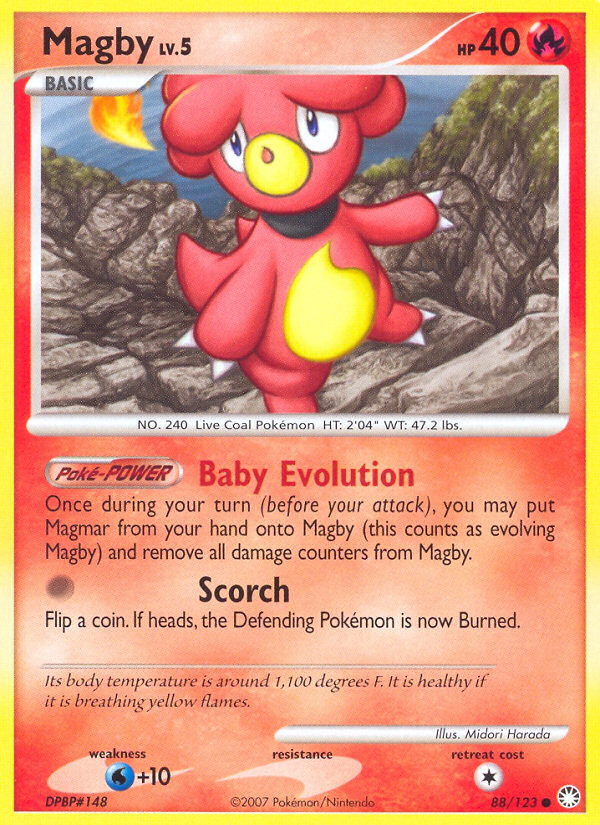 Magby LV.5
HP 40
BASIC
NO. 240 Live Coal Pokémon HT: 2'04" WT: 47.2 lbs.
Poké-POWER Baby Evolution
Once during your turn (before your attack), you may put
Magmar from your hand onto Magby (this counts as evolving
Magby) and remove all damage counters from Magby.
Scorch
Flip a coin. If heads, the Defending Pokémon is now Burned.
Its body temperature is around 1,100 degrees F. It is healthy if
it is breathing yellow flames.
Illus. Midori Harada
weakness resistance retreat cost
+10
DPBP#148 ©2007 Pokémon/Nintendo 88/123